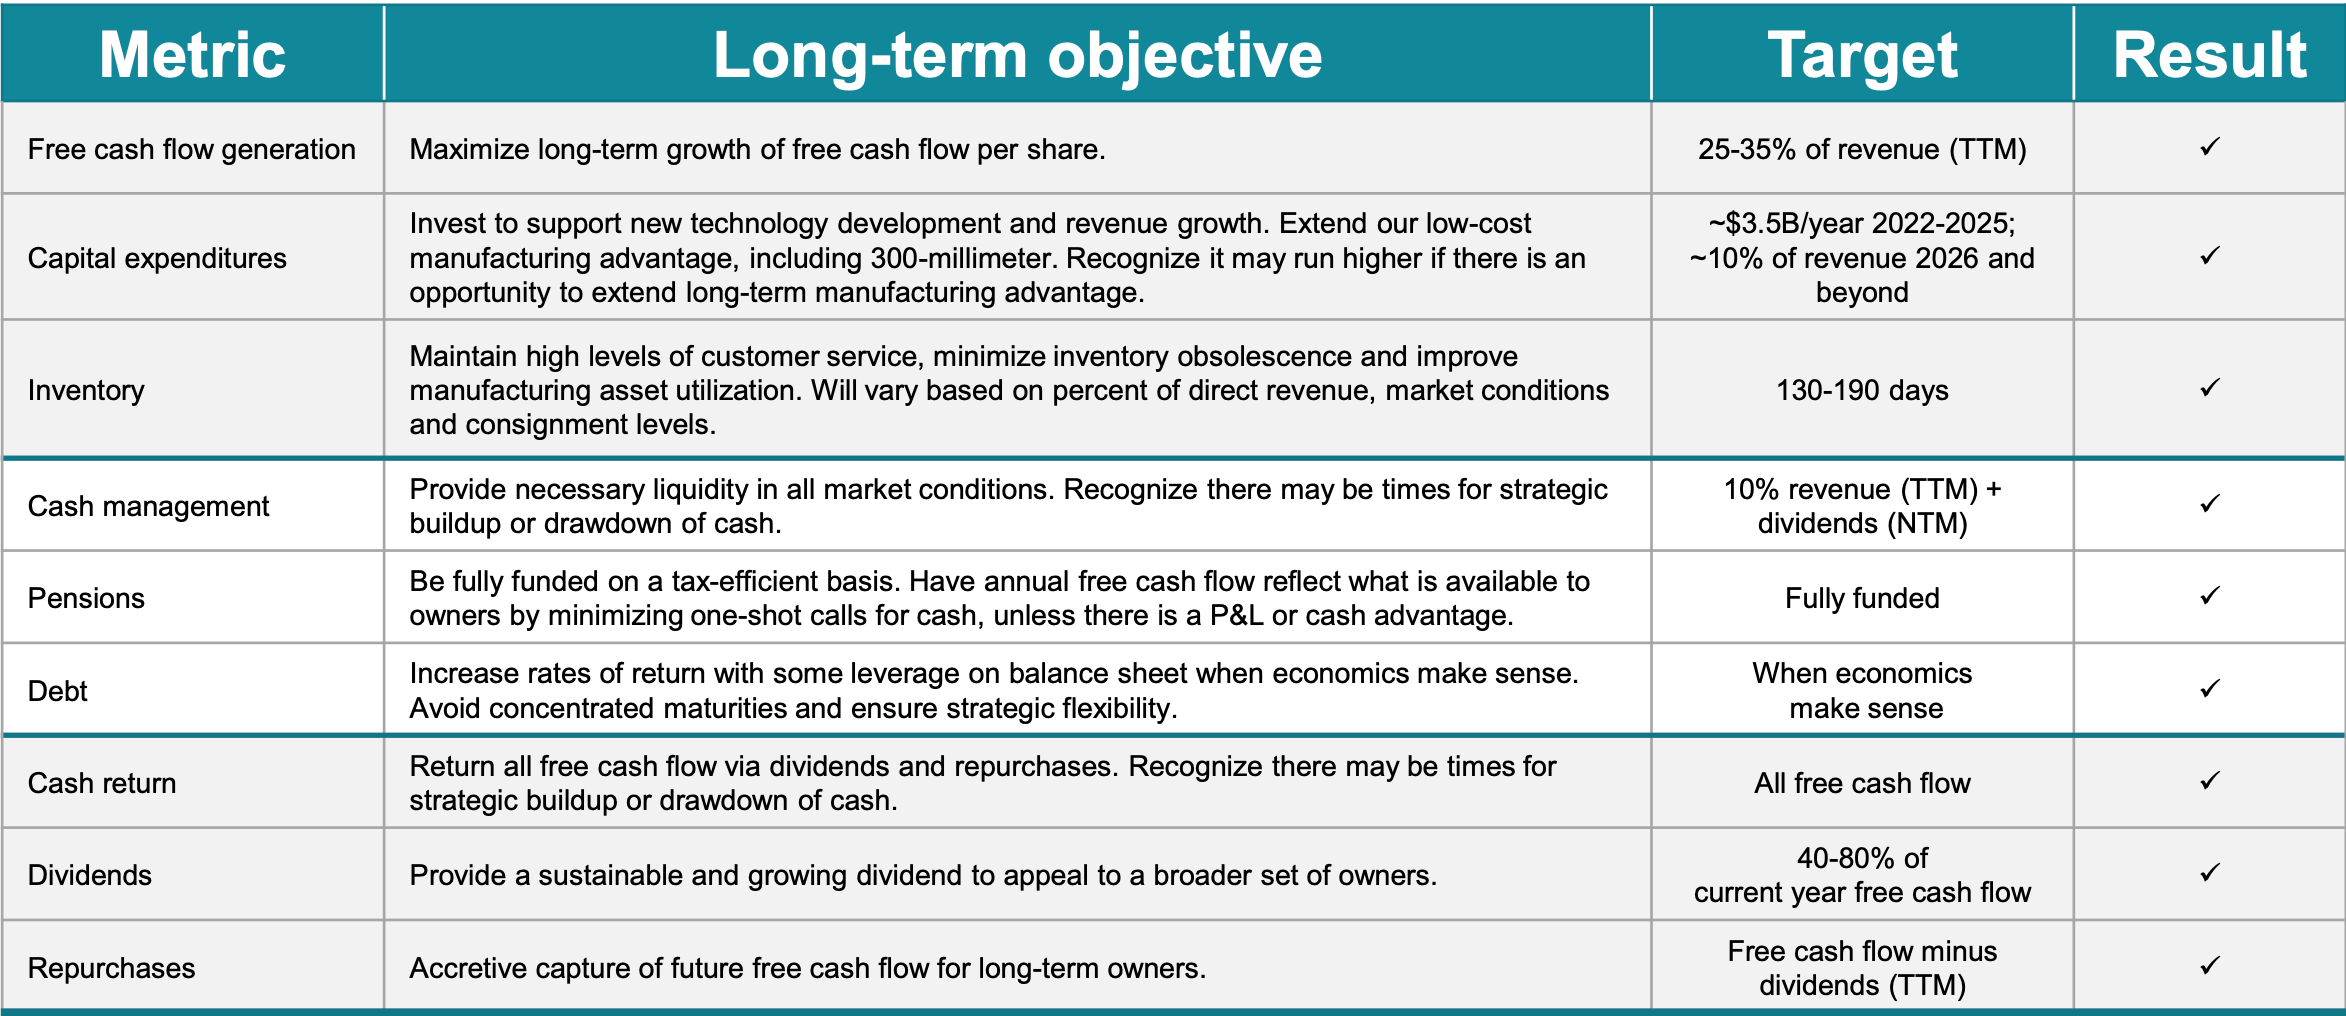 Metric Long-term objective Target Result
Free cash flow generation Maximize long-term growth of free cash flow per share. 25-35% of revenue (TTM) ✓
Capital expenditures
Invest to support new technology development and revenue growth. Extend our low-cost
manufacturing advantage, including 300-millimeter. Recognize it may run higher if there is an
opportunity to extend long-term manufacturing advantage.
~$3.5B/year 2022-2025;
~10% of revenue 2026 and
beyond
✓
Inventory
Maintain high levels of customer service, minimize inventory obsolescence and improve
manufacturing asset utilization. Will vary based on percent of direct revenue, market conditions
and consignment levels.
130-190 days
✓
Cash management
Provide necessary liquidity in all market conditions. Recognize there may be times for strategic
buildup or drawdown of cash.
10% revenue (TTM) +
dividends (NTM)
✓
Pensions
Be fully funded on a tax-efficient basis. Have annual free cash flow reflect what is available to
owners by minimizing one-shot calls for cash, unless there is a P&L or cash advantage.
Fully funded
✓
Debt
Increase rates of return with some leverage on balance sheet when economics make sense.
Avoid concentrated maturities and ensure strategic flexibility.
When economics
make sense
✓
Cash return
Return all free cash flow via dividends and repurchases. Recognize there may be times for
strategic buildup or drawdown of cash.
All free cash flow
✓
Dividends
Provide a sustainable and growing dividend to appeal to a broader set of owners.
40-80% of
current year free cash flow
✓
Repurchases
Accretive capture of future free cash flow for long-term owners.
Free cash flow minus
dividends (TTM)
✓